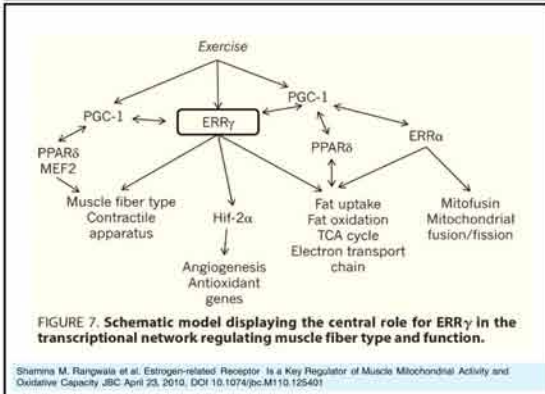 Exercise
PGC-1
ERRγ
PGC-1
PPARδ
MEF2
PPARδ
ERRα
Muscle fiber type
Contractile
apparatus
Hif-2α
Fat uptake
Fat oxidation
TCA cycle
Electron transport
chain
Mitofusin
Mitochondrial
fusion/fission
Angiogenesis
Antioxidant
genes
FIGURE 7. Schematic model displaying the central role for ERRγ in the
transcriptional network regulating muscle fiber type and function.
Shamina M. Rangwala et al. Estrogen-related Receptor Is a Key Regulator of Muscle Mitochondrial Activity and
Oxidative Capacity JBC April 23, 2010, DOI 10.1074/jbc.M110.125401